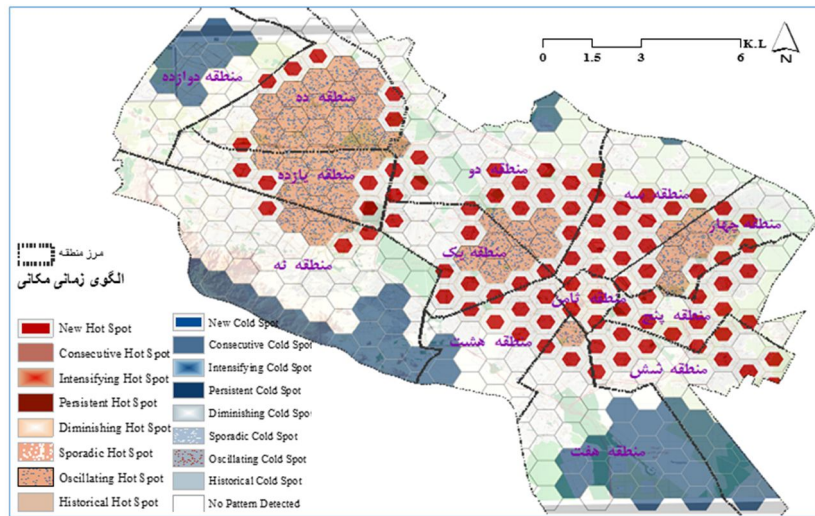 K.L
0 1.5 3 6
N
منطقه دوازده
منطقه ده
منطقه یازده
منطقه دو
منطقه سه
منطقه چهار
منطقه یک
منطقه نه
منطقه ثامن
منطقه پنج
منطقه هشت
منطقه شش
منطقه هفت
مرز منطقه
الگوی زمانی مکانی
New Hot Spot
Consecutive Hot Spot
Intensifying Hot Spot
Persistent Hot Spot
Diminishing Hot Spot
Sporadic Hot Spot
Oscillating Hot Spot
Historical Hot Spot
New Cold Spot
Consecutive Cold Spot
Intensifying Cold Spot
Persistent Cold Spot
Diminishing Cold Spot
Sporadic Cold Spot
Oscillating Cold Spot
Historical Cold Spot
No Pattern Detected